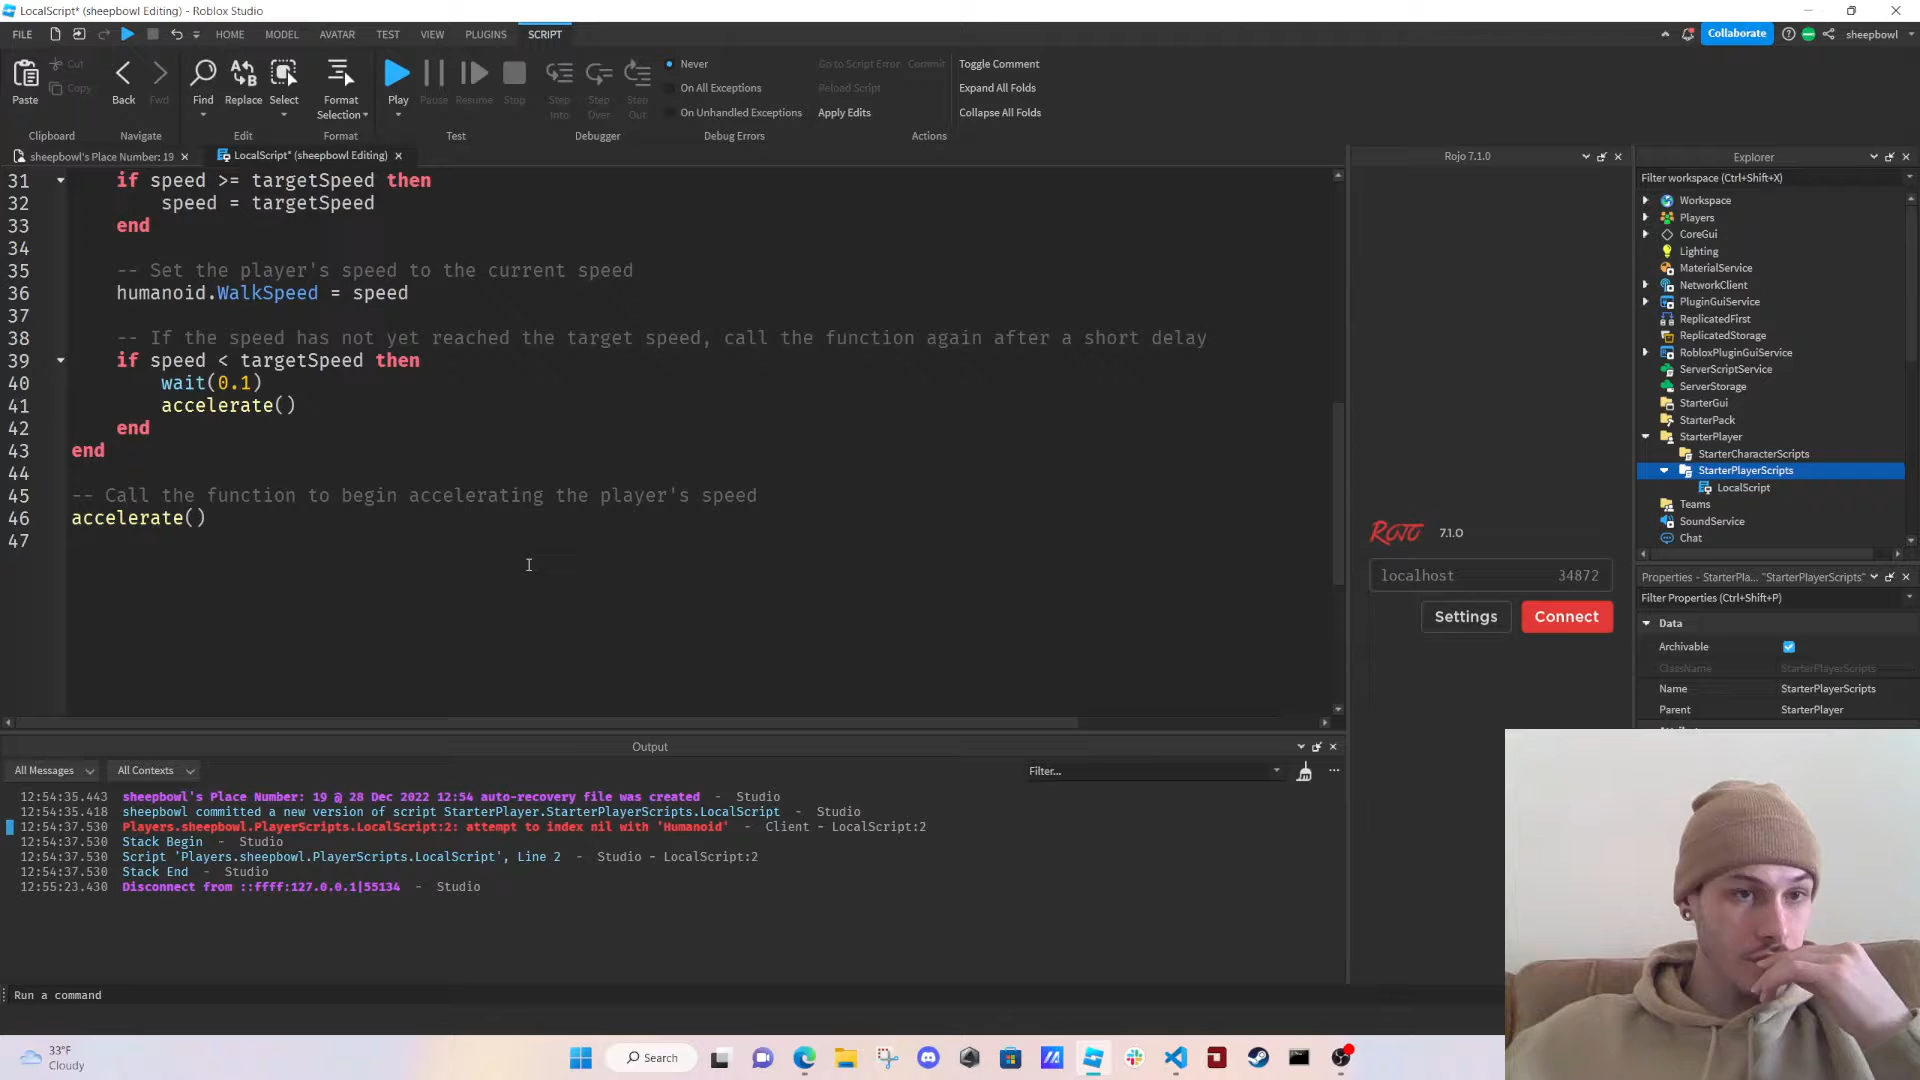 LocalScript* (sheepbowl Editing) - Roblox Studio
FILE HOME MODEL AVATAR TEST VIEW PLUGINS SCRIPT Collaborate sheepbowl
Paste Cut Copy Back Fwd Find Replace Select Format Selection Play Pause Resume Stop Step Into Step Over Step Out
Never
On All Exceptions
On Unhandled Exceptions
Go to Script Error Commit
Reload Script
Apply Edits
Toggle Comment
Expand All Folds
Collapse All Folds
Clipboard Navigate Edit Format Test Debugger Debug Errors Actions
sheepbowl's Place Number: 19 LocalScript* (sheepbowl Editing)
31 if speed >= targetSpeed then
32 speed = targetSpeed
33 end
34
35 -- Set the player's speed to the current speed
36 humanoid.WalkSpeed = speed
37
38 -- If the speed has not yet reached the target speed, call the function again after a short delay
39 if speed < targetSpeed then
40 wait(0.1)
41 accelerate()
42 end
43 end
44
45 -- Call the function to begin accelerating the player's speed
46 accelerate()
47
Rojo 7.1.0
ROJO 7.1.0
localhost 34872
Settings Connect
Explorer
Filter workspace (Ctrl+Shift+X)
Workspace
Players
CoreGui
Lighting
MaterialService
NetworkClient
PluginGuiService
ReplicatedFirst
ReplicatedStorage
RobloxPluginGuiService
ServerScriptService
ServerStorage
StarterGui
StarterPack
StarterPlayer
StarterCharacterScripts
StarterPlayerScripts
LocalScript
Teams
SoundService
Chat
Properties - StarterPla... "StarterPlayerScripts"
Filter Properties (Ctrl+Shift+P)
Data
Archivable
ClassName StarterPlayerScripts
Name StarterPlayerScripts
Parent StarterPlayer
Output
All Messages All Contexts Filter...
12:54:35.443 sheepbowl's Place Number: 19 @ 28 Dec 2022 12:54 auto-recovery file was created - Studio
12:54:35.418 sheepbowl committed a new version of script StarterPlayer.StarterPlayerScripts.LocalScript - Studio
12:54:37.530 Players.sheepbowl.PlayerScripts.LocalScript:2: attempt to index nil with 'Humanoid' - Client - LocalScript:2
12:54:37.530 Stack Begin - Studio
12:54:37.530 Script 'Players.sheepbowl.PlayerScripts.LocalScript', Line 2 - Studio - LocalScript:2
12:54:37.530 Stack End - Studio
12:55:23.430 Disconnect from ::ffff:127.0.0.1|55134 - Studio
Run a command
33°F
Cloudy
Search